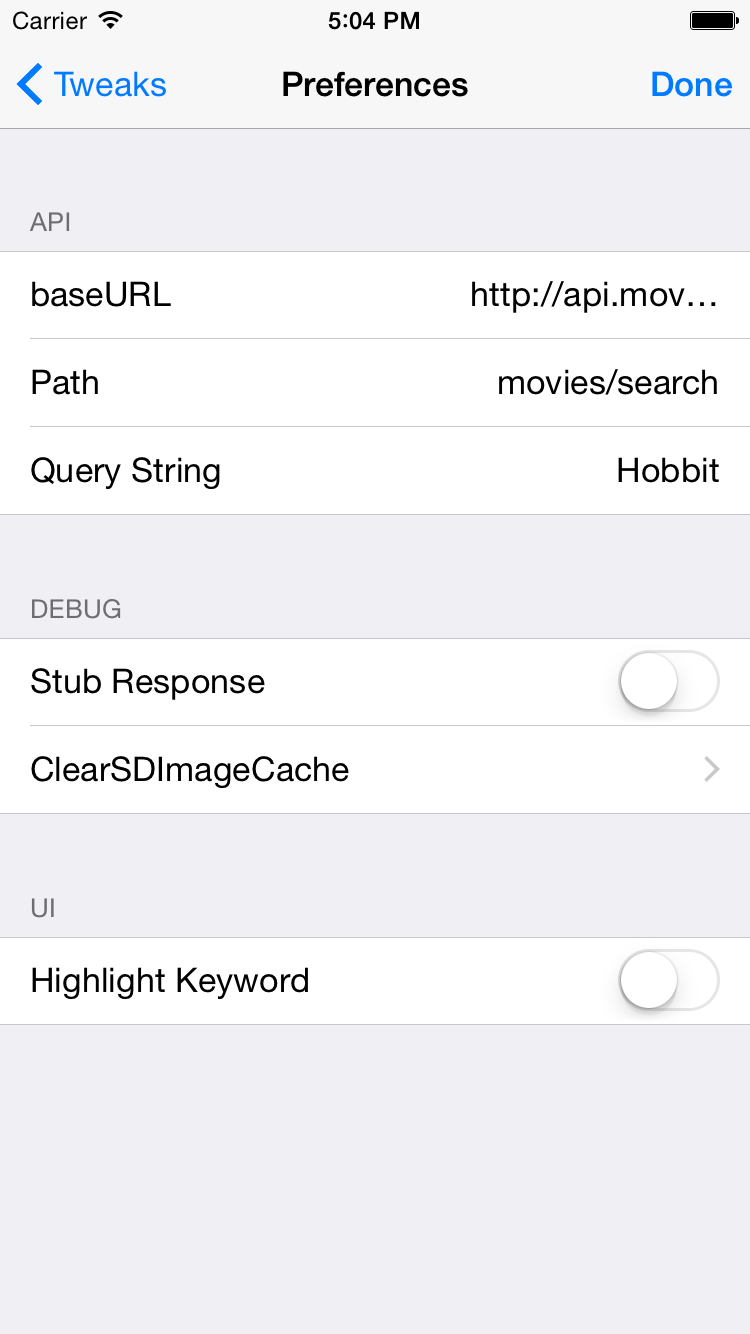 Carrier 5:04 PM
Tweaks Preferences Done
API
baseURL http://api.mov...
Path movies/search
Query String Hobbit
DEBUG
Stub Response
ClearSDImageCache
UI
Highlight Keyword